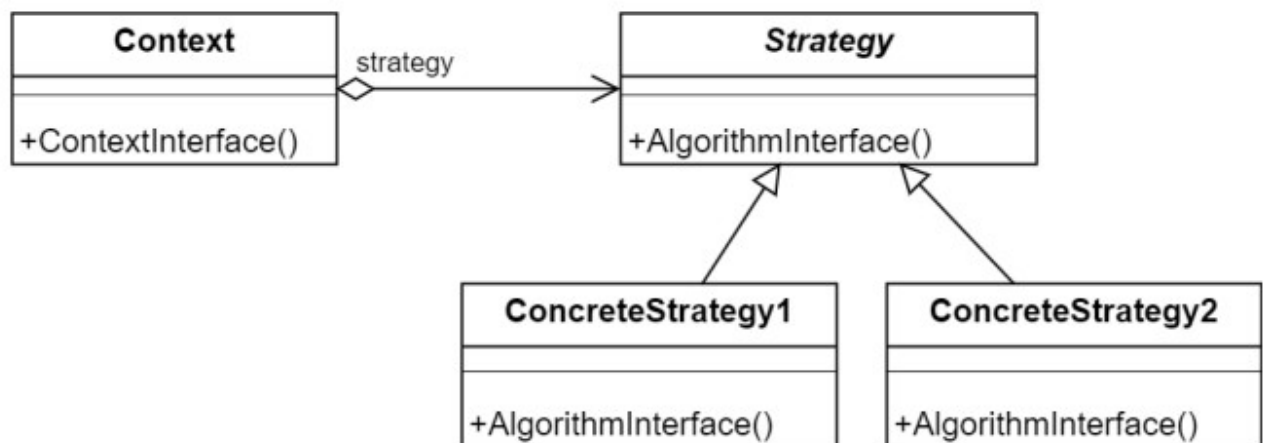 Context
Strategy
strategy
+ContextInterface()
+AlgorithmInterface()
ConcreteStrategy1
ConcreteStrategy2
+AlgorithmInterface()
+AlgorithmInterface()